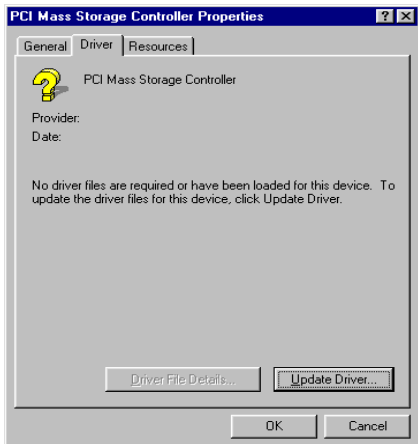 PCI Mass Storage Controller Properties
General Driver Resources
PCI Mass Storage Controller
Provider:
Date:
No driver files are required or have been loaded for this device. To
update the driver files for this device, click Update Driver.
Driver File Details... Update Driver...
OK Cancel